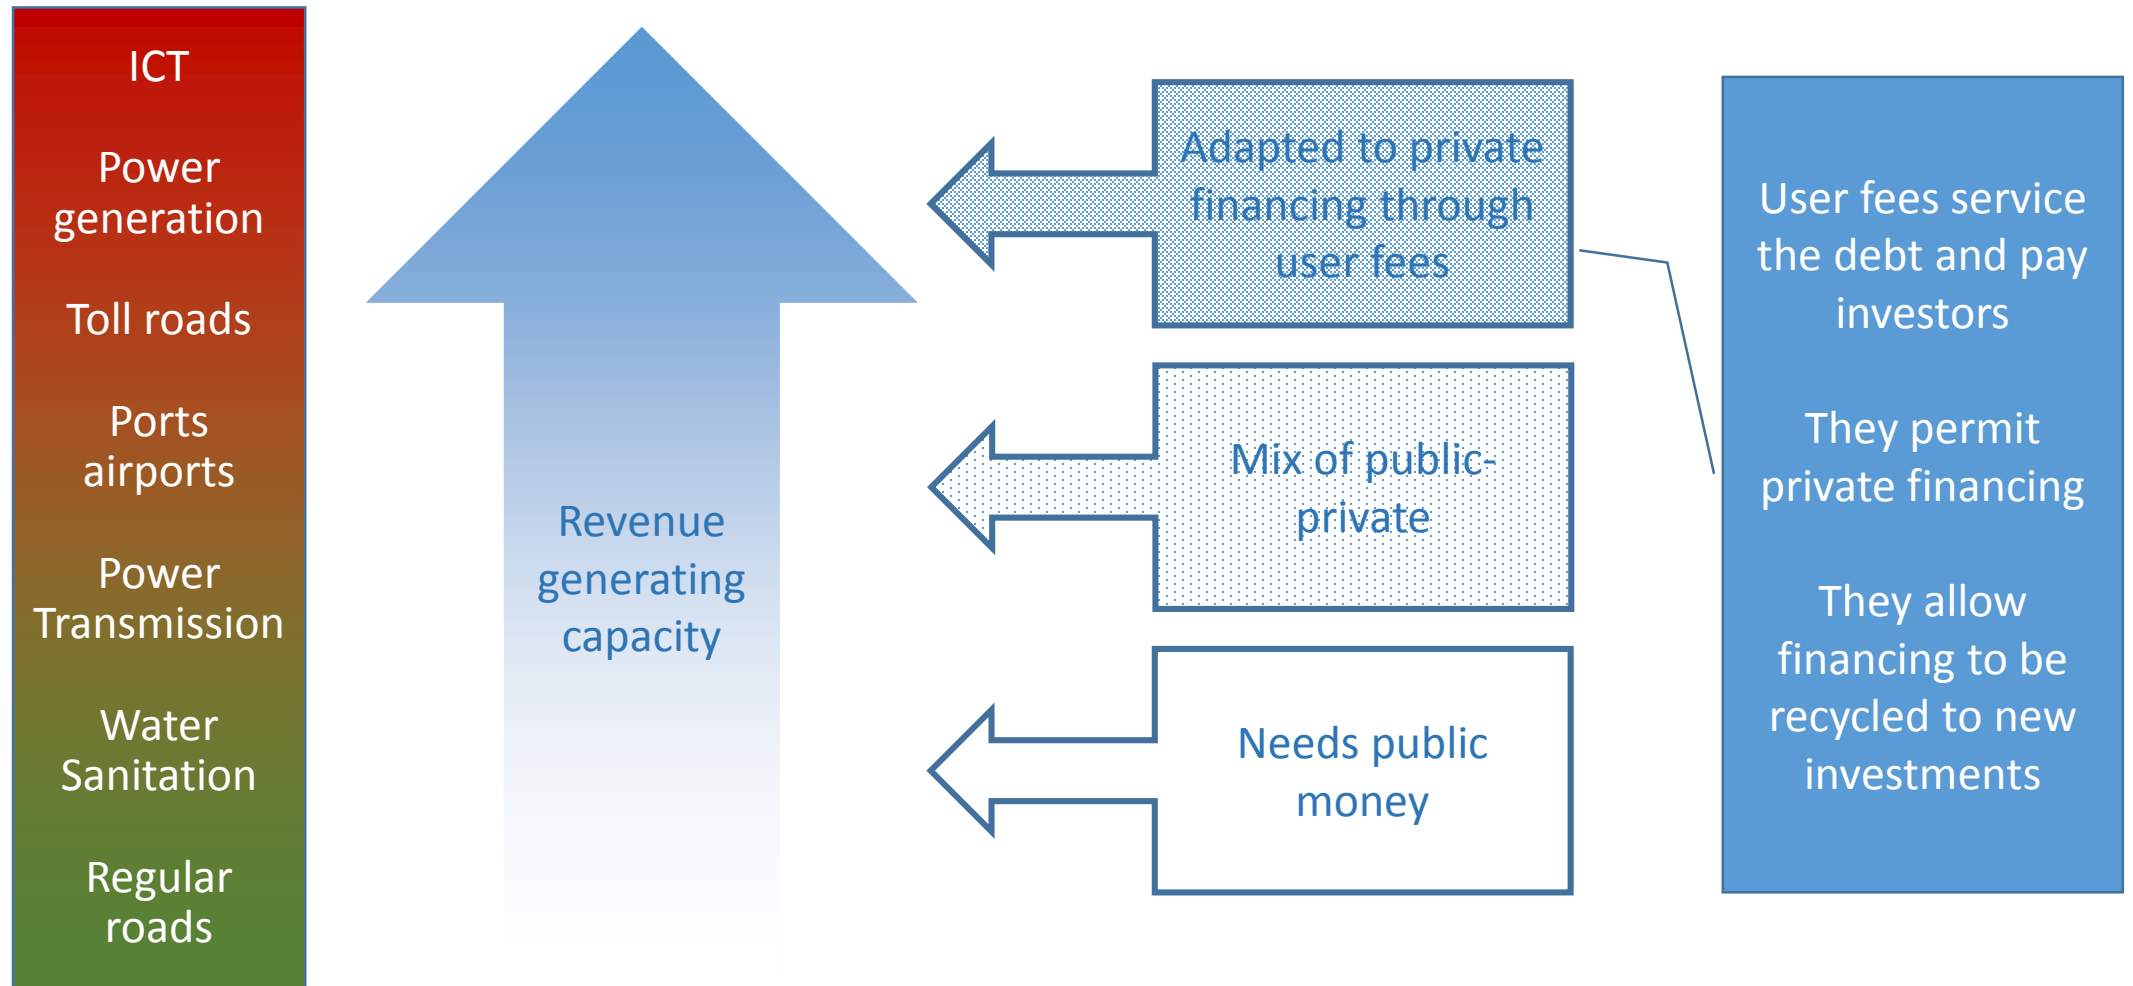 ICT
Power
generation
Toll roads
Ports
airports
Power
Transmission
Water
Sanitation
Regular
roads
Revenue
generating
capacity
Adapted to private
financing through
user fees
Mix of public-
private
Needs public
money
User fees service
the debt and pay
investors
They permit
private financing
They allow
financing to be
recycled to new
investments